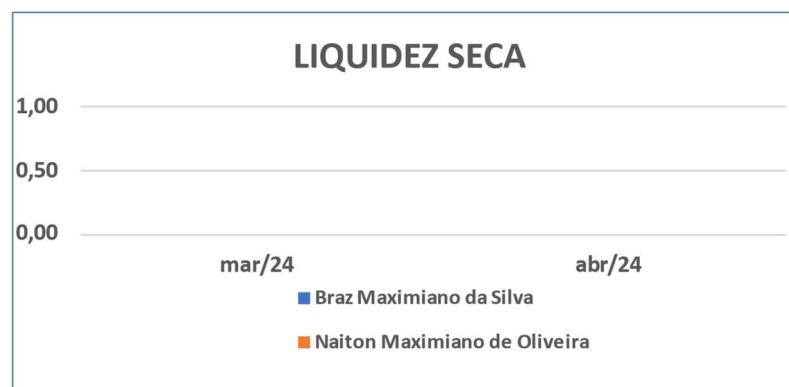 LIQUIDEZ SECA
1,00
0,50
0,00
mar/24 abr/24
Braz Maximiano da Silva
Naiton Maximiano de Oliveira